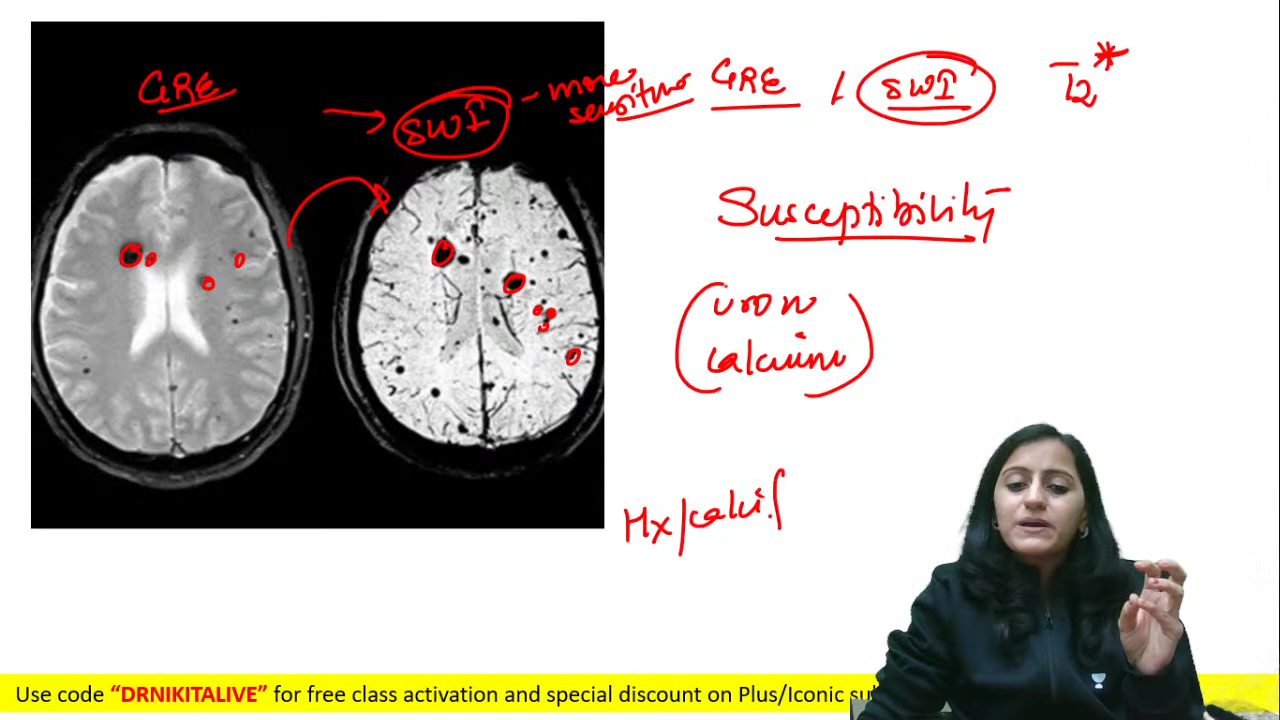 GRE
→ SWI - more sensitive
GRE / SWI T2*
Susceptibility
(iron
calcium)
Hx/calcif
Use code “DRNIKITALIVE” for free class activation and special discount on Plus/Iconic